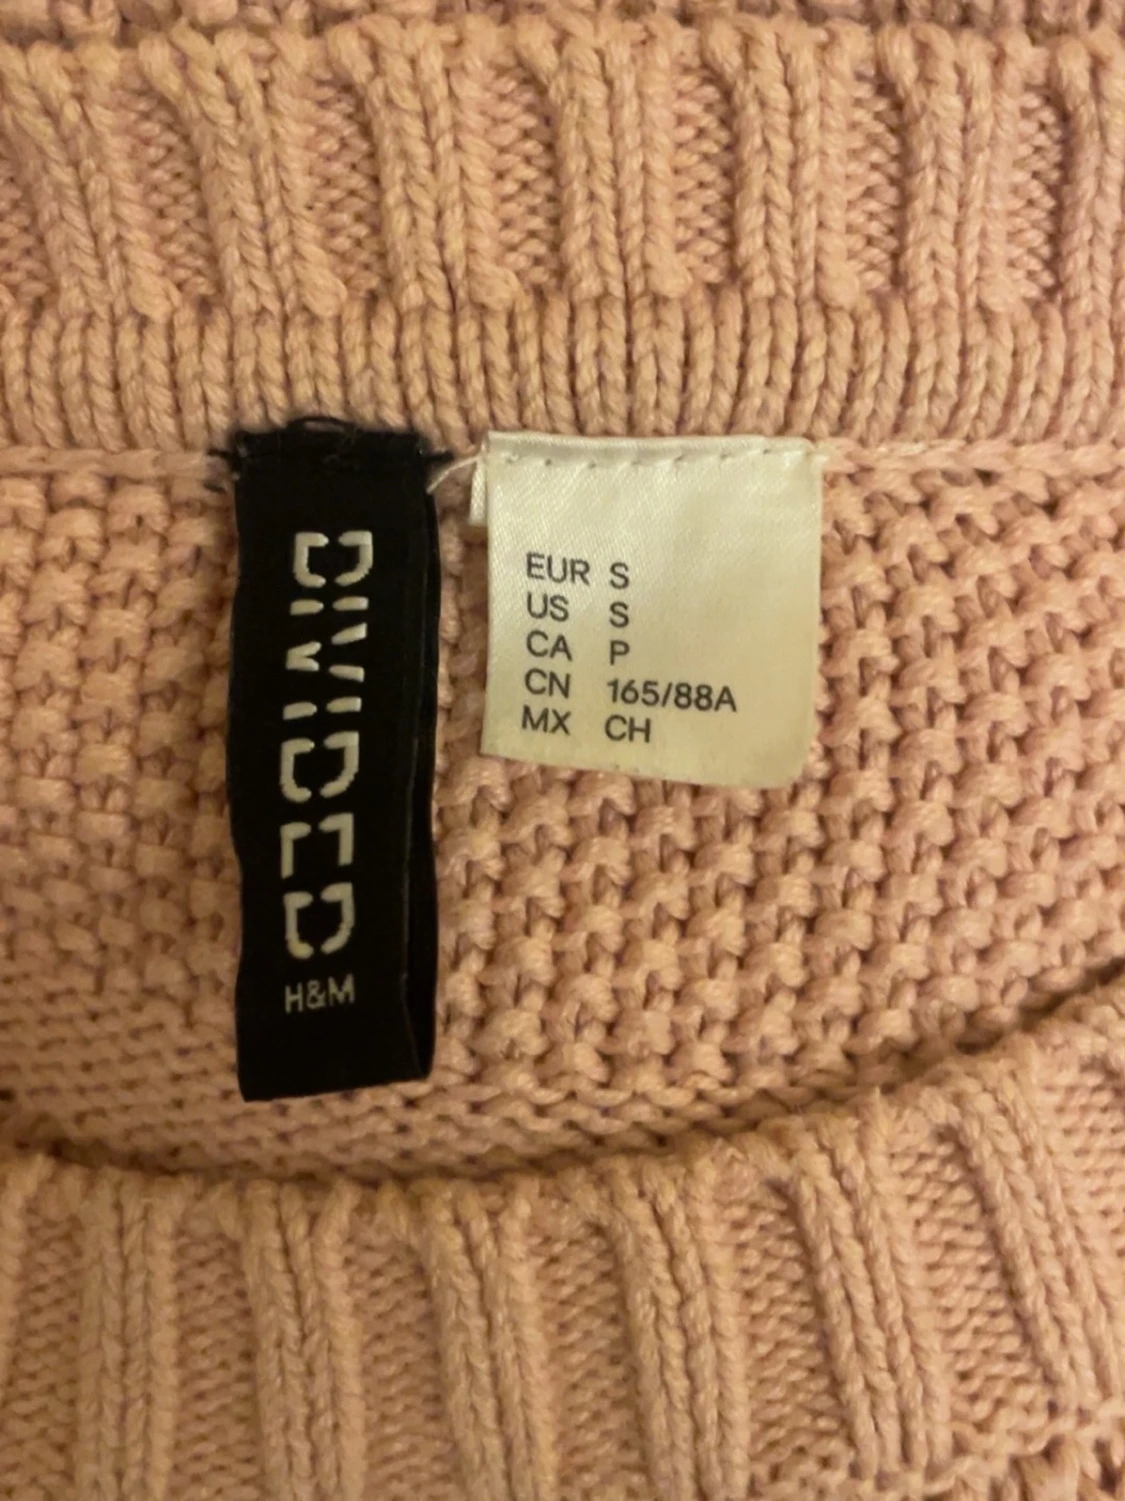 DIVIDED
H&M
EUR S
US S
CA P
CN 165/88A
MX CH